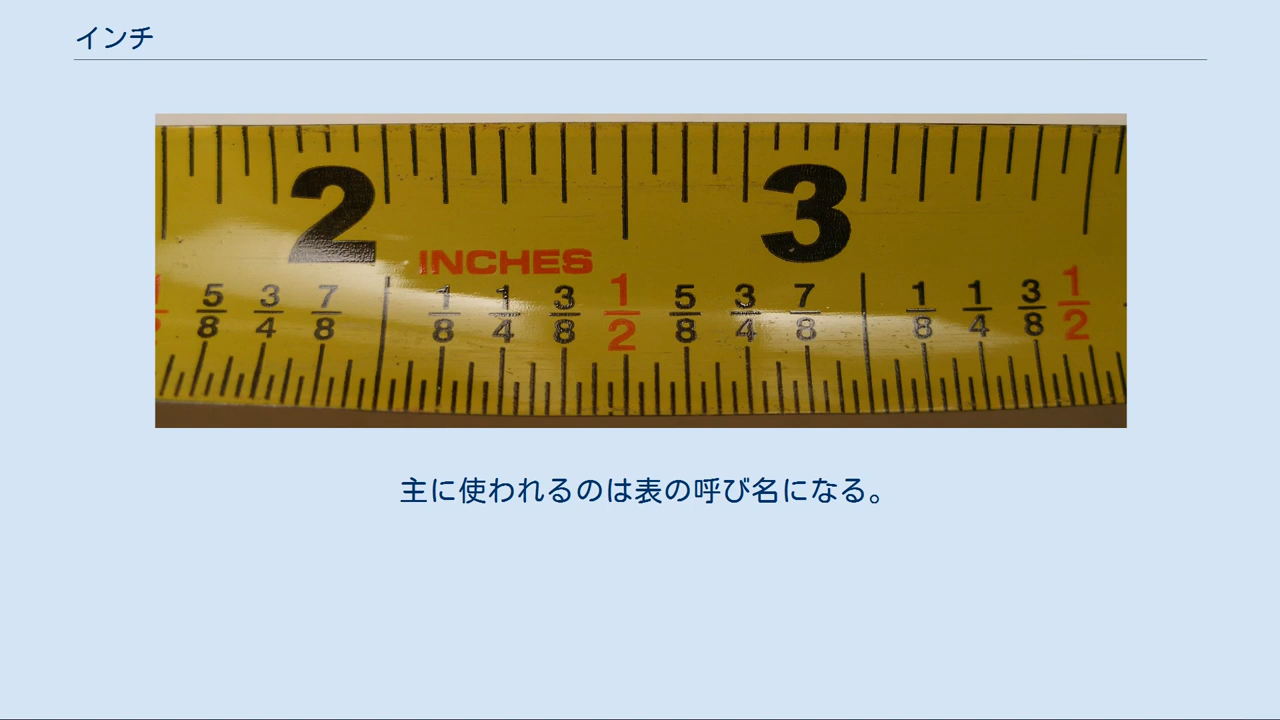 インチ
2 3
INCHES
5/8 3/4 7/8 1/8 1/4 3/8 1/2 5/8 3/4 7/8 1/8 1/4 3/8 1/2
主に使われるのは表の呼び名になる。